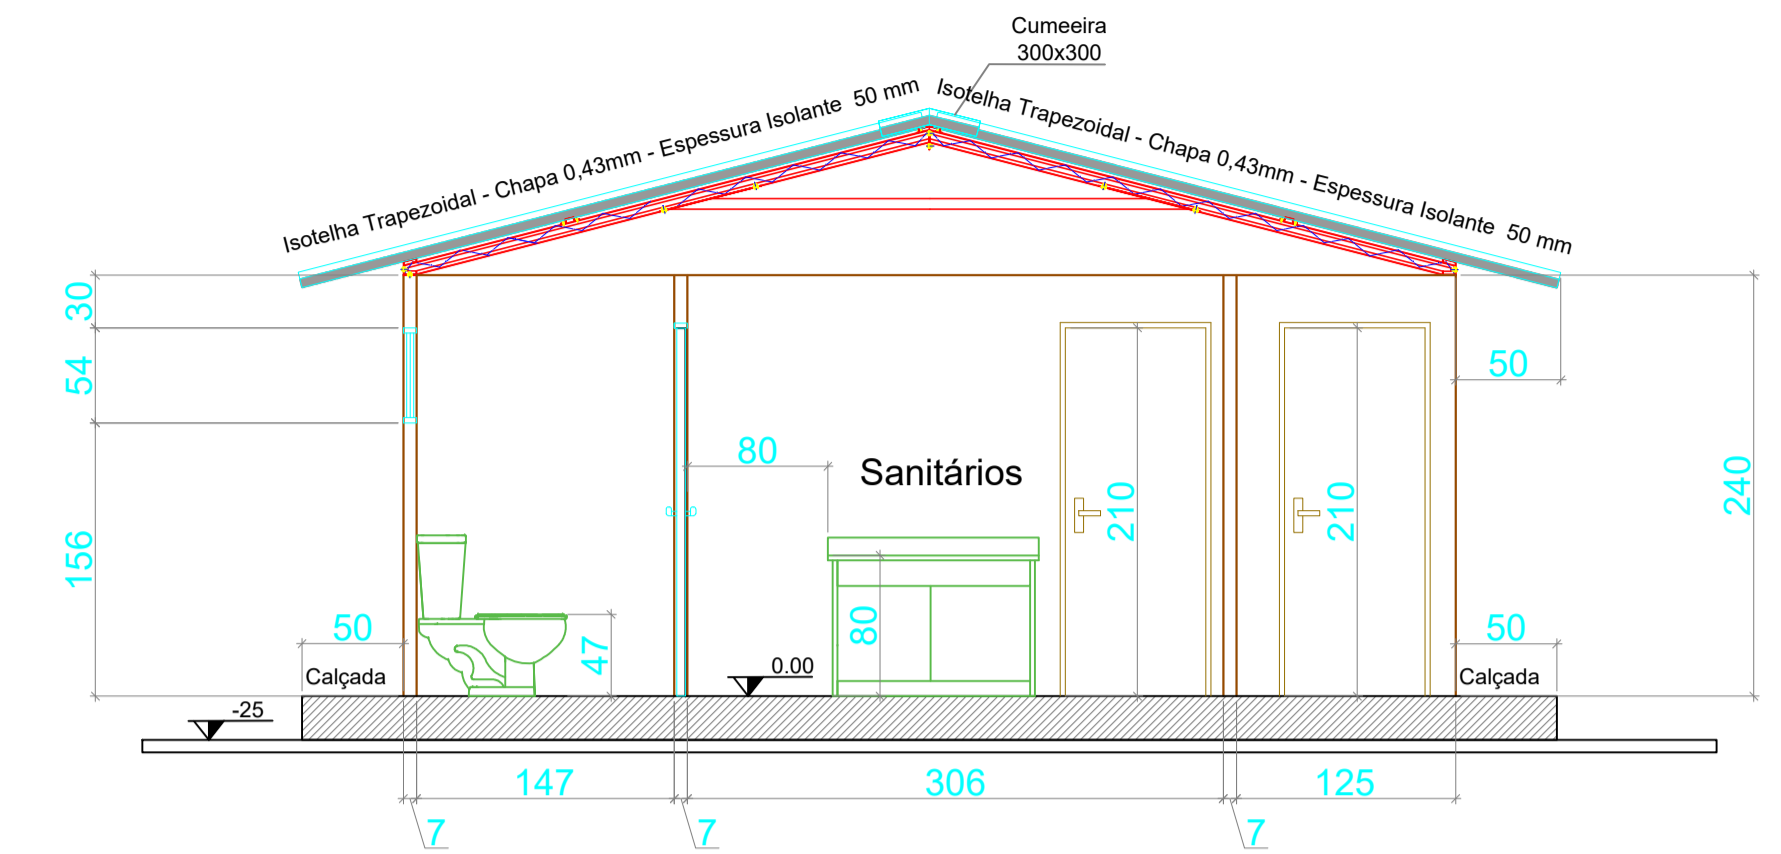 Cumeeira
300x300
Isotelha Trapezoidal - Chapa 0,43mm - Espessura Isolante 50 mm
Isotelha Trapezoidal - Chapa 0,43mm - Espessura Isolante 50 mm
30
54
156
50
Calçada
-25
47
80
Sanitários
80
0.00
210
210
50
240
50
Calçada
147
306
125
7
7
7